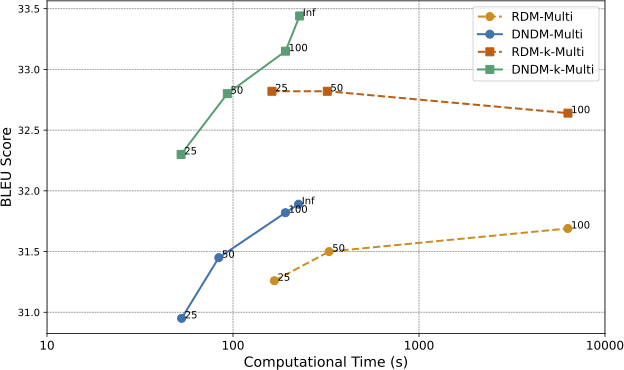 33.5
33.0
32.5
32.0
31.5
31.0
BLEU Score
10
100
1000
10000
Computational Time (s)
RDM-Multi
DNDM-Multi
RDM-k-Multi
DNDM-k-Multi
Inf
100
50
25
25
50
100
Inf
100
50
25
25
50
100